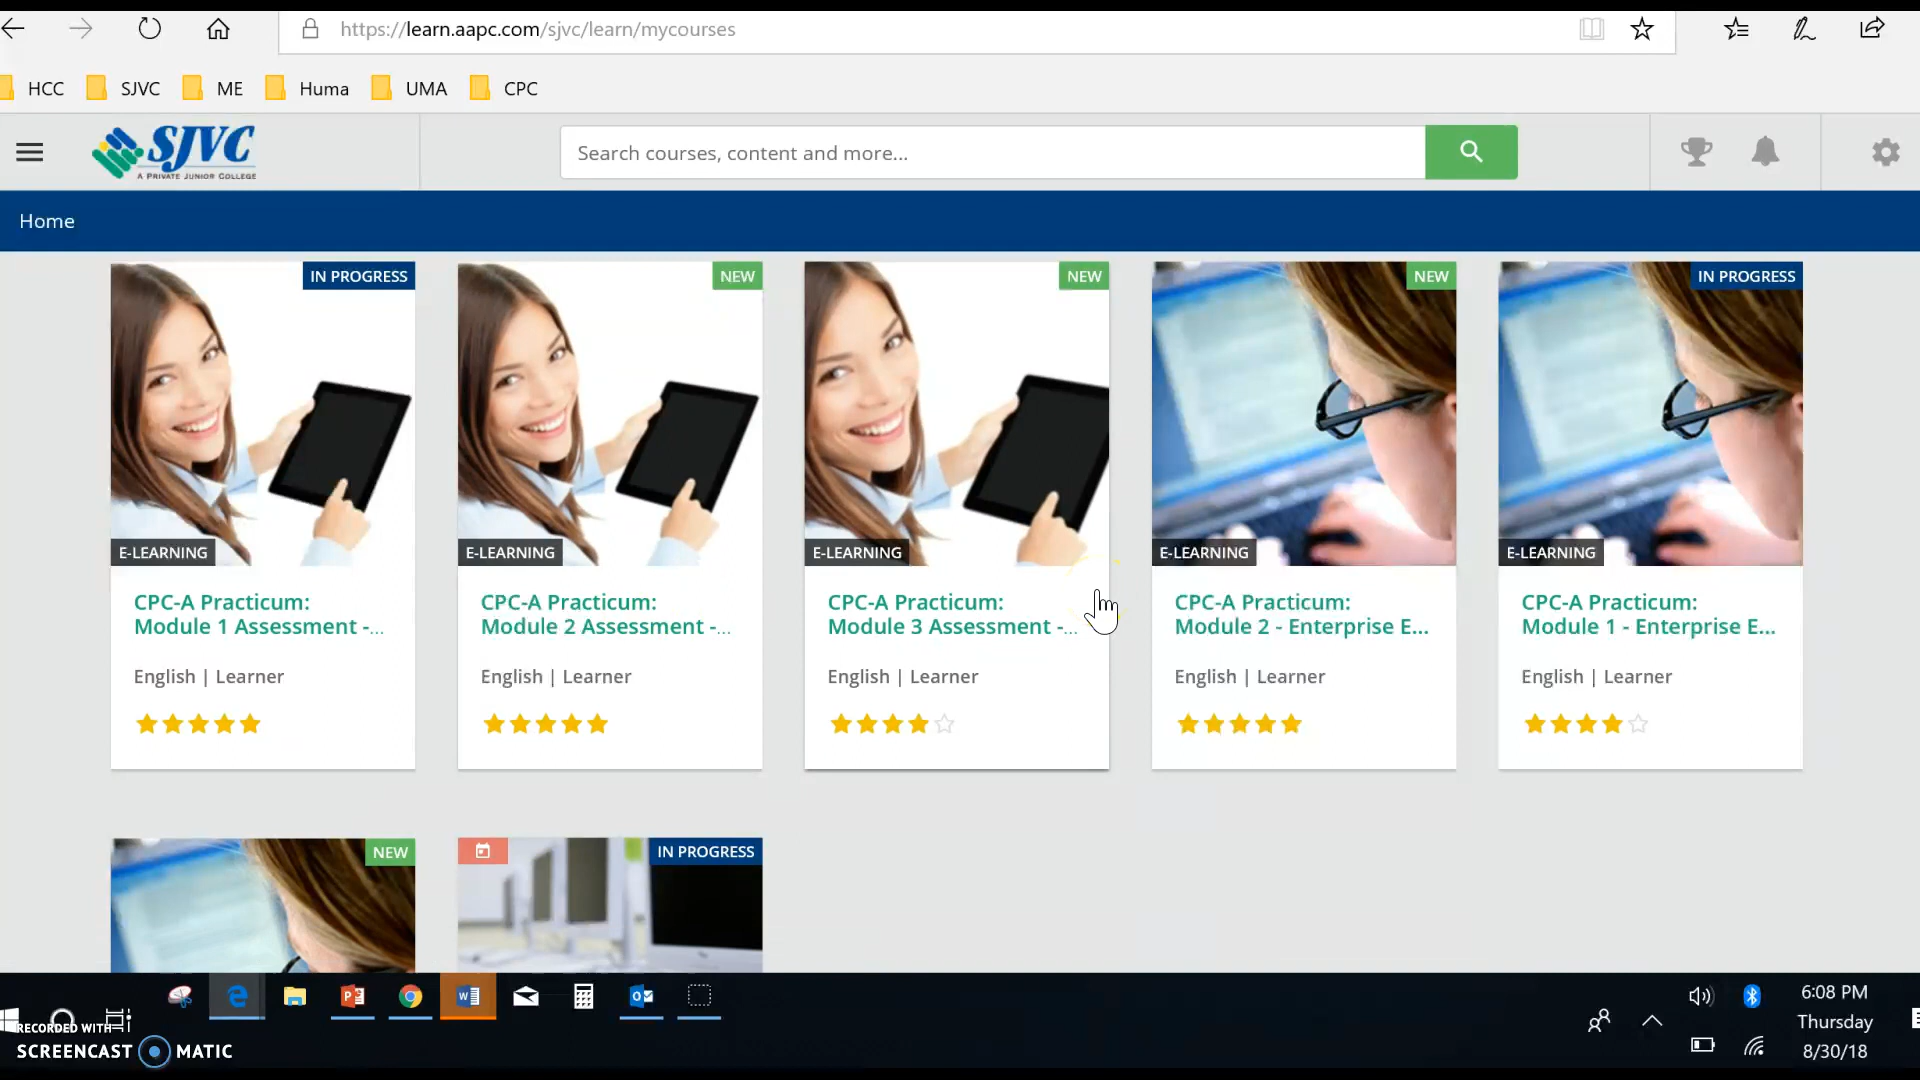 https://learn.aapc.com/sjvc/learn/mycourses
HCC SJVC ME Huma UMA CPC
SJVC
A PRIVATE JUNIOR COLLEGE
Search courses, content and more...
Home
IN PROGRESS
E-LEARNING
CPC-A Practicum:
Module 1 Assessment -...
English | Learner
NEW
E-LEARNING
CPC-A Practicum:
Module 2 Assessment -...
English | Learner
NEW
E-LEARNING
CPC-A Practicum:
Module 3 Assessment -...
English | Learner
NEW
E-LEARNING
CPC-A Practicum:
Module 2 - Enterprise E...
English | Learner
IN PROGRESS
E-LEARNING
CPC-A Practicum:
Module 1 - Enterprise E...
English | Learner
NEW
IN PROGRESS
RECORDED WITH
SCREENCAST MATIC
6:08 PM
Thursday
8/30/18